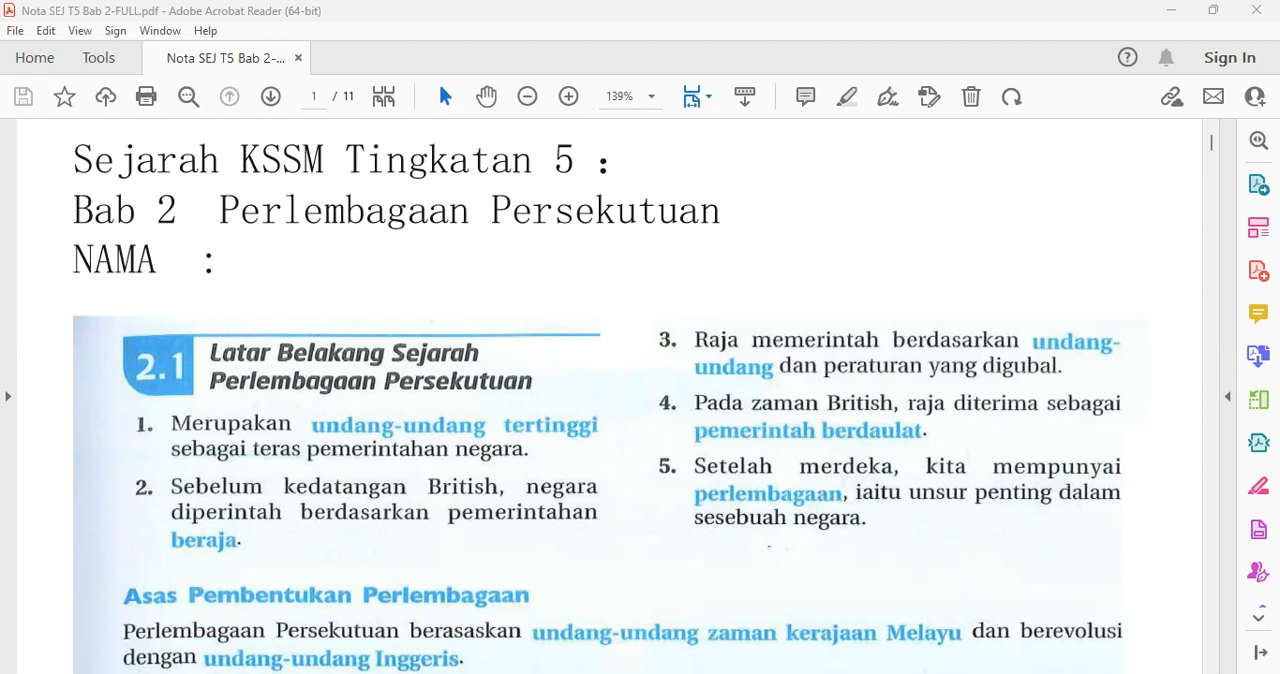 Nota SEJ T5 Bab 2-FULL.pdf - Adobe Acrobat Reader (64-bit)
File Edit View Sign Window Help
Home Tools Nota SEJ T5 Bab 2-... × Sign In
1 / 11 139%
Sejarah KSSM Tingkatan 5 :
Bab 2 Perlembagaan Persekutuan
NAMA :
2.1 Latar Belakang Sejarah
Perlembagaan Persekutuan
1. Merupakan undang-undang tertinggi
sebagai teras pemerintahan negara.
2. Sebelum kedatangan British, negara
diperintah berdasarkan pemerintahan
beraja.
3. Raja memerintah berdasarkan undang-
undang dan peraturan yang digubal.
4. Pada zaman British, raja diterima sebagai
pemerintah berdaulat.
5. Setelah merdeka, kita mempunyai
perlembagaan, iaitu unsur penting dalam
sesebuah negara.
Asas Pembentukan Perlembagaan
Perlembagaan Persekutuan berasaskan undang-undang zaman kerajaan Melayu dan berevolusi
dengan undang-undang Inggeris.